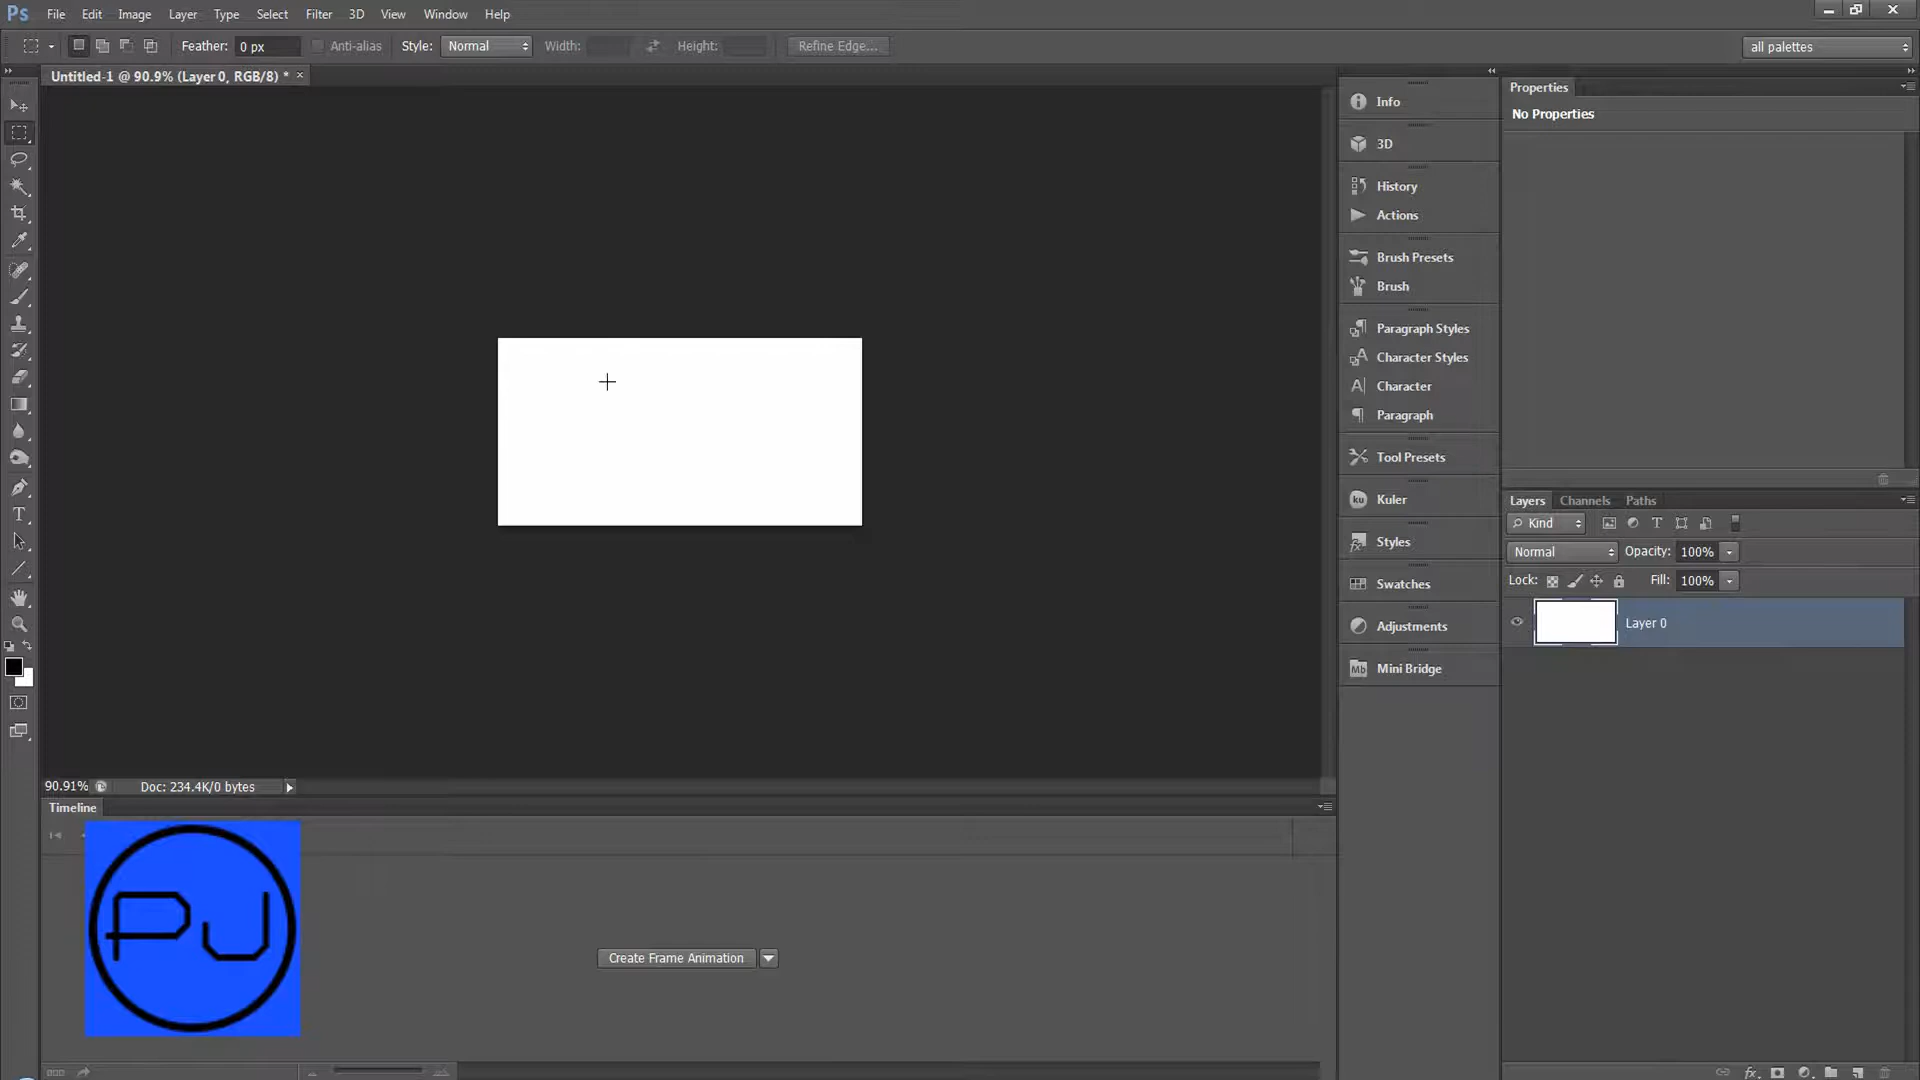 Ps File Edit Image Layer Type Select Filter 3D View Window Help
Feather: 0 px Anti-alias Style: Normal Width: Height: Refine Edge... all palettes
Untitled-1 @ 90.9% (Layer 0, RGB/8) * ×
Info
3D
History
Actions
Brush Presets
Brush
Paragraph Styles
Character Styles
Character
Paragraph
Tool Presets
Kuler
Styles
Swatches
Adjustments
Mini Bridge
Properties
No Properties
Layers Channels Paths
Kind
Normal Opacity: 100%
Lock: Fill: 100%
Layer 0
90.91% Doc: 234.4K/0 bytes
Timeline
PJ
Create Frame Animation